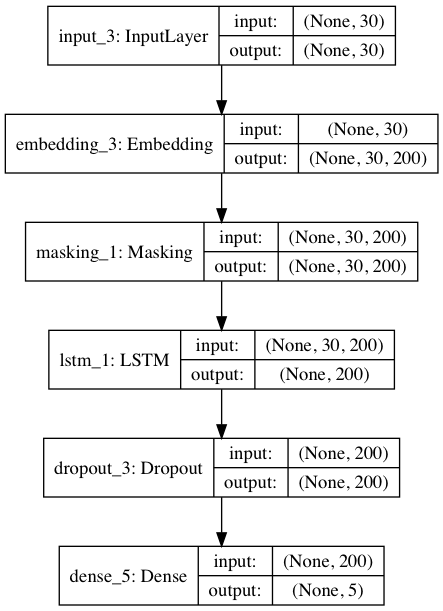 input_3: InputLayer
input: (None, 30)
output: (None, 30)
embedding_3: Embedding
input: (None, 30)
output: (None, 30, 200)
masking_1: Masking
input: (None, 30, 200)
output: (None, 30, 200)
lstm_1: LSTM
input: (None, 30, 200)
output: (None, 200)
dropout_3: Dropout
input: (None, 200)
output: (None, 200)
dense_5: Dense
input: (None, 200)
output: (None, 5)